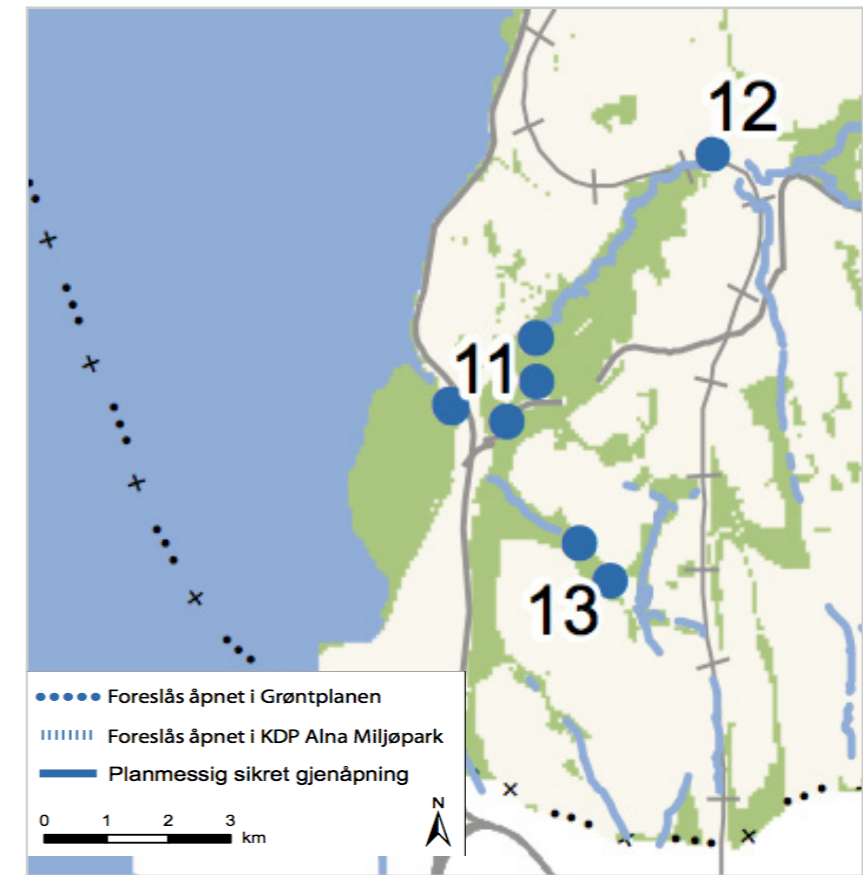 12
11
13
Foreslås åpnet i Grøntplanen
Foreslås åpnet i KDP Alna Miljøpark
Planmessig sikret gjenåpning
0 1 2 3
km
N